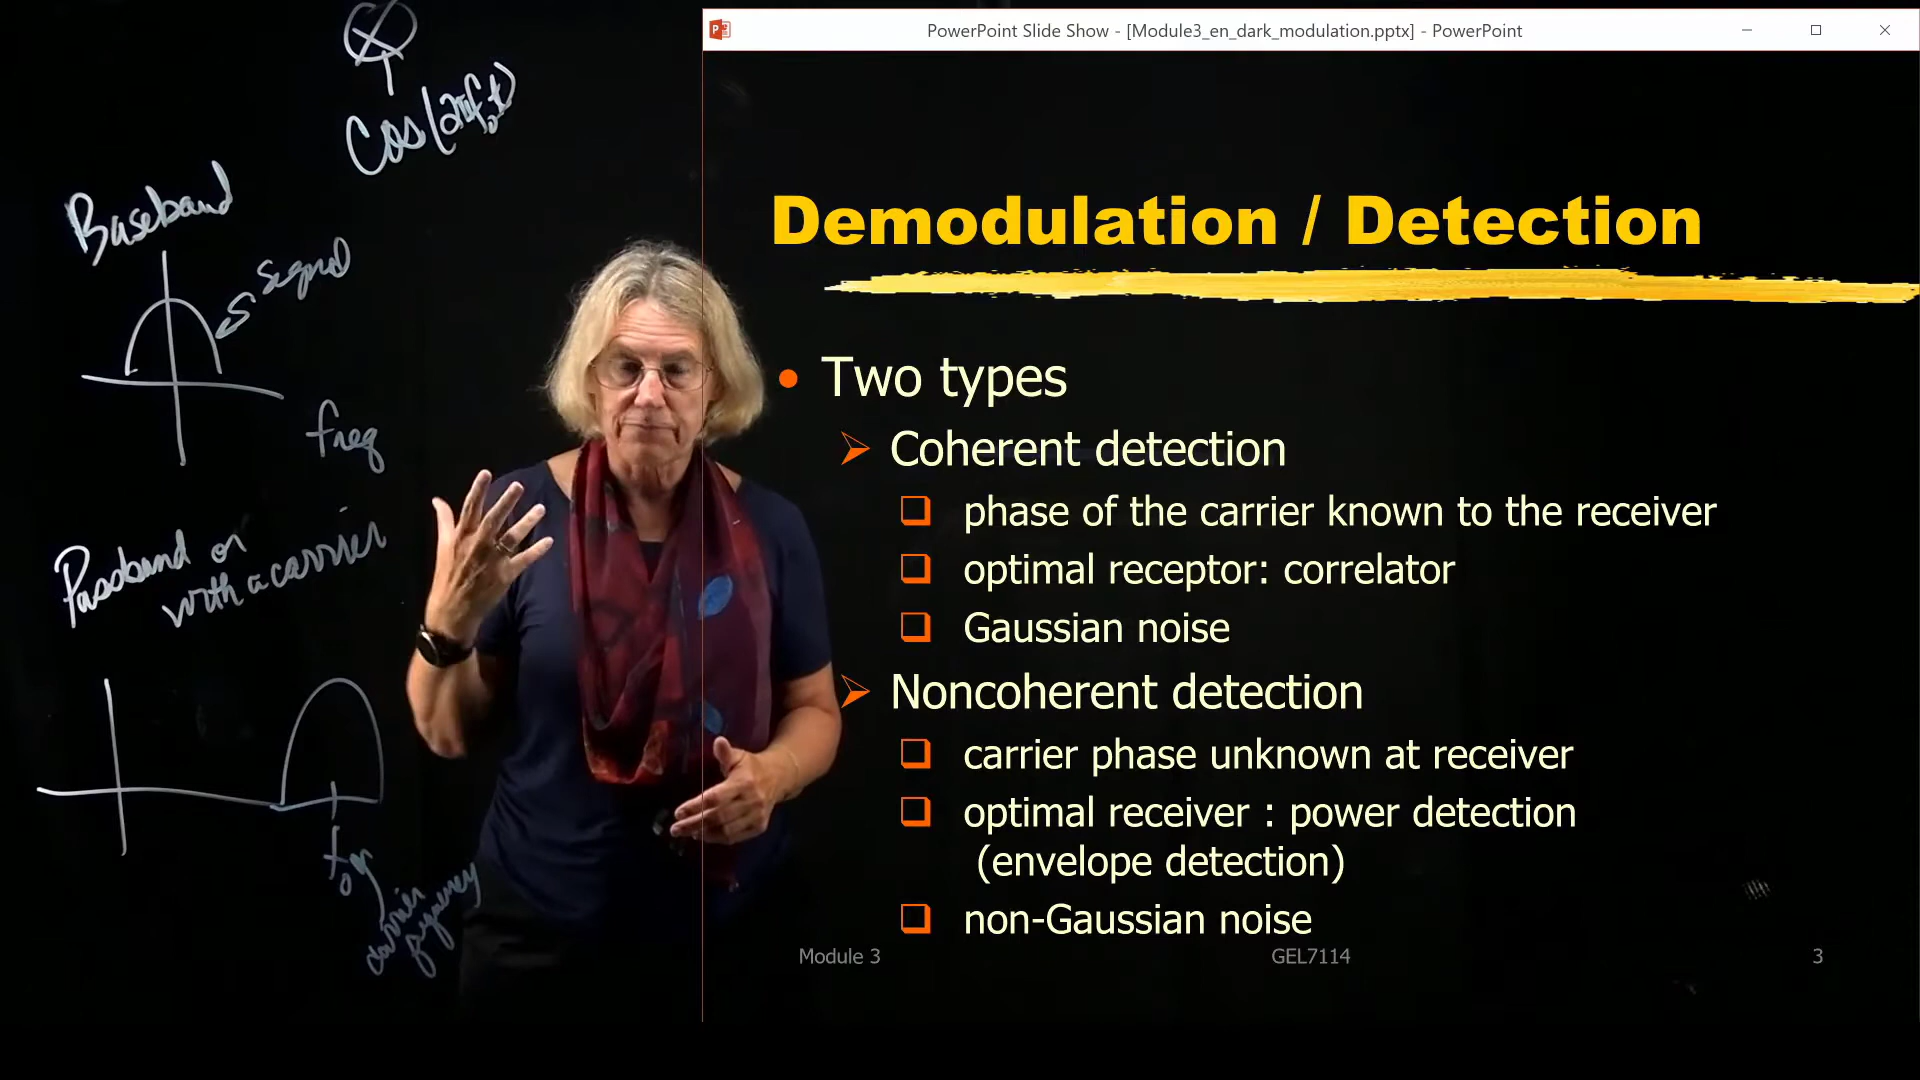 Cos(2πf₀t)
Baseband
signal
freq
Passband or
with a carrier
f₀ or
carrier
frequency
PowerPoint Slide Show - [Module3_en_dark_modulation.pptx] - PowerPoint
Demodulation / Detection
• Two types
Coherent detection
phase of the carrier known to the receiver
optimal receptor: correlator
Gaussian noise
Noncoherent detection
carrier phase unknown at receiver
optimal receiver : power detection
(envelope detection)
non-Gaussian noise
Module 3
GEL7114
3